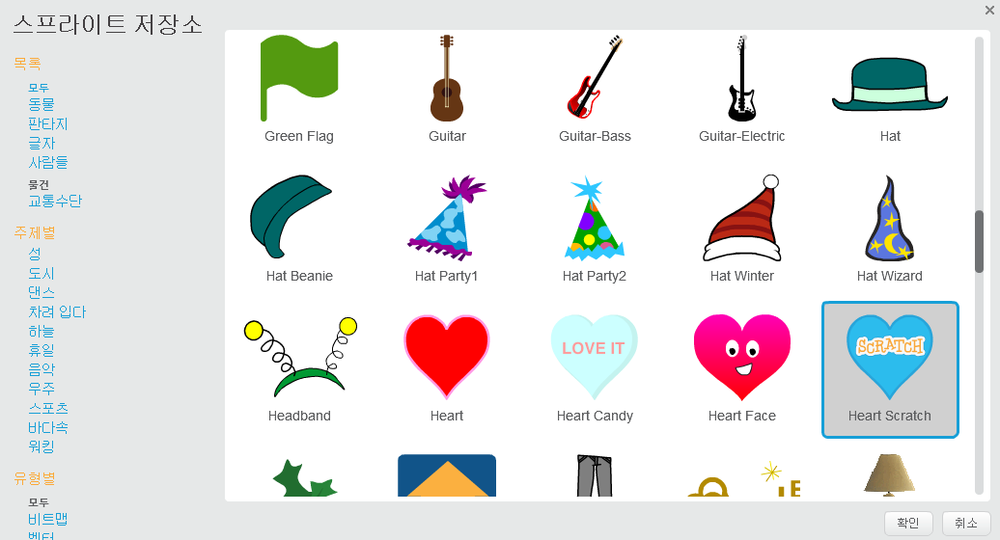 스프라이트 저장소
목록
모두
동물
판타지
글자
사람들
물건
교통수단
주제별
성
도시
댄스
차려 입다
하늘
휴일
음악
우주
스포츠
바다속
워킹
유형별
모두
비트맵
벡터
Green Flag
Guitar
Guitar-Bass
Guitar-Electric
Hat
Hat Beanie
Hat Party1
Hat Party2
Hat Winter
Hat Wizard
LOVE IT
SCRATCH
Headband
Heart
Heart Candy
Heart Face
Heart Scratch
확인
취소